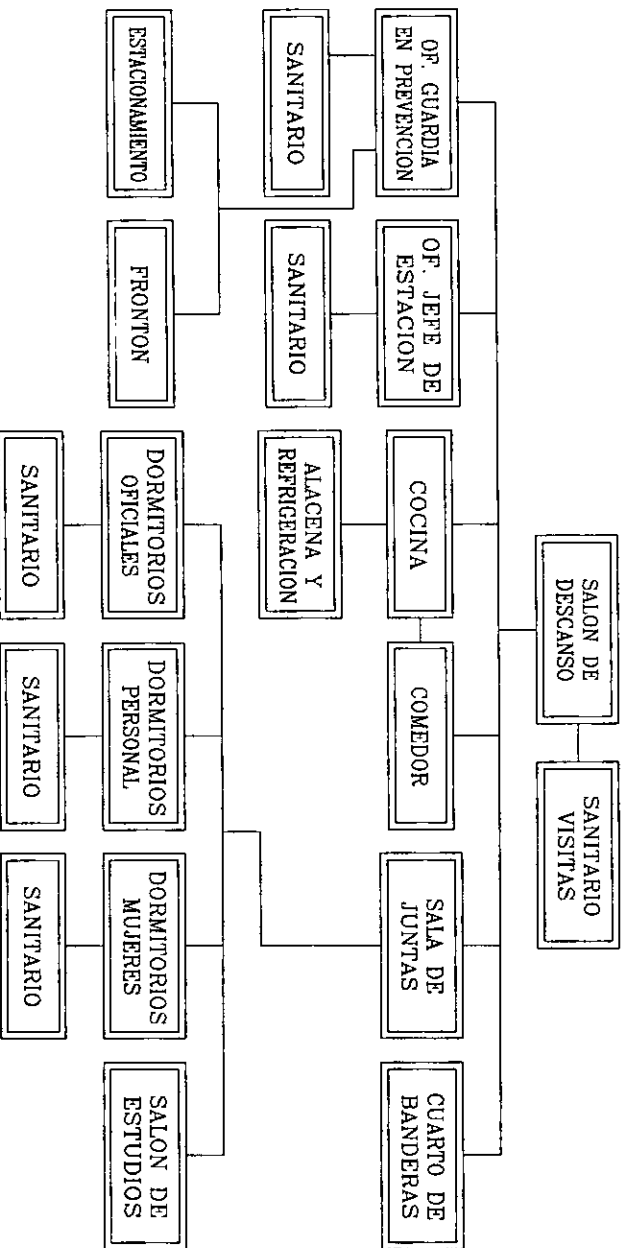 SALON DE
DESCANSO
SANITARIO
VISITAS
OF. GUARDIA
EN PREVENCION
OF. JEFE DE
ESTACION
COCINA
COMEDOR
SALA DE
JUNTAS
CUARTO DE
BANDERAS
SANITARIO
SANITARIO
ALACENA Y
REFRIGERACION
ESTACIONAMIENTO
FRONTON
DORMITORIOS
OFICIALES
DORMITORIOS
PERSONAL
DORMITORIOS
MUJERES
SALON DE
ESTUDIOS
SANITARIO
SANITARIO
SANITARIO